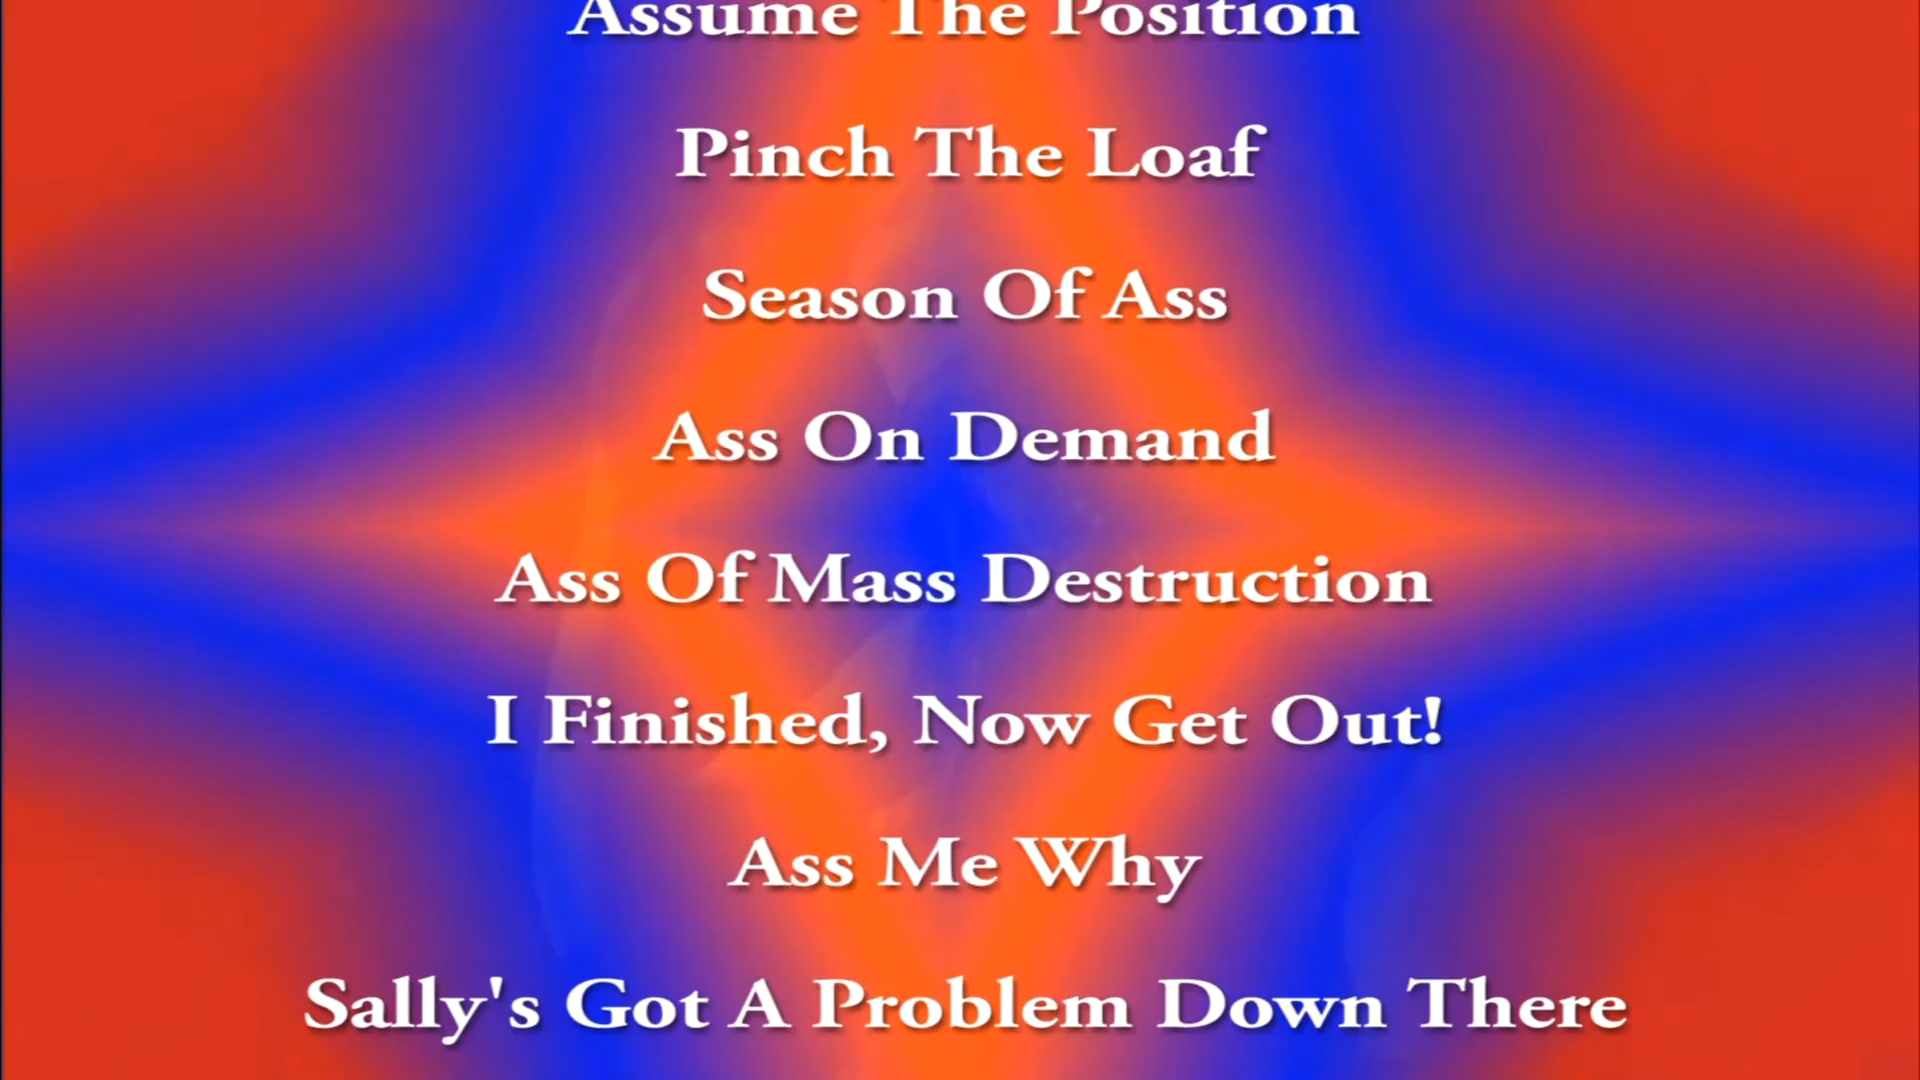 Assume The Position
Pinch The Loaf
Season Of Ass
Ass On Demand
Ass Of Mass Destruction
I Finished, Now Get Out!
Ass Me Why
Sally's Got A Problem Down There